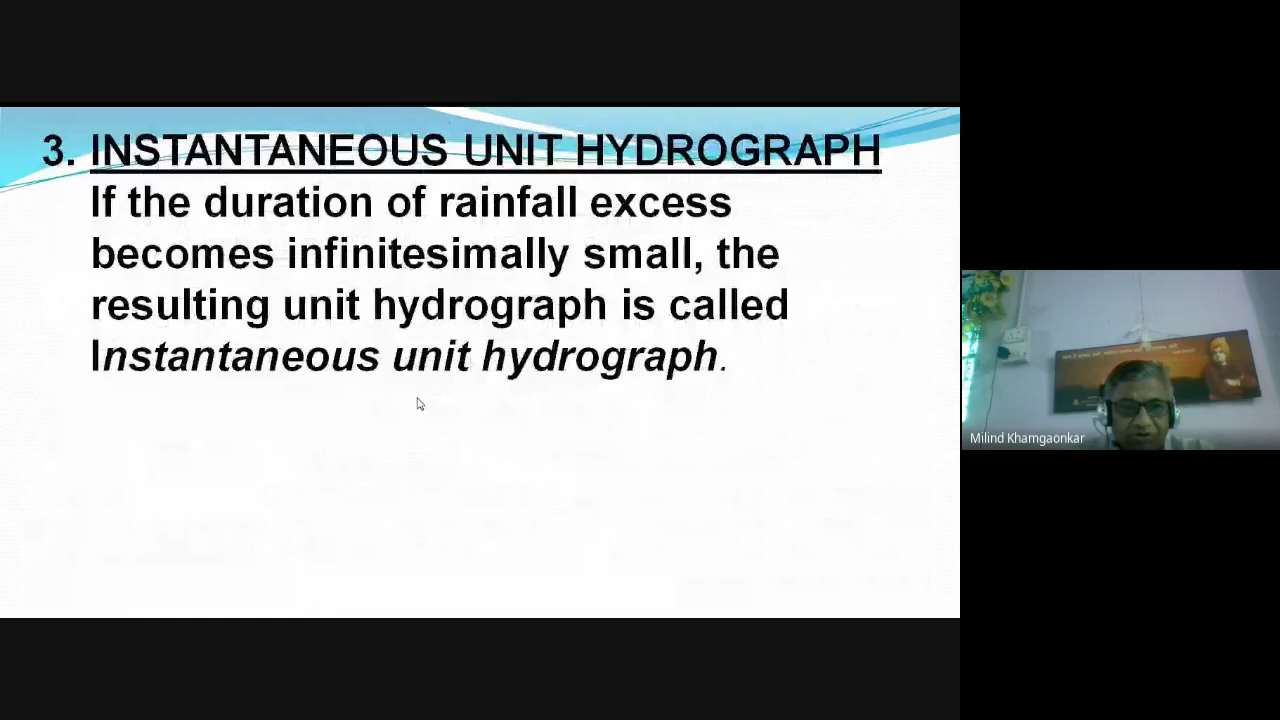 3. INSTANTANEOUS UNIT HYDROGRAPH
If the duration of rainfall excess
becomes infinitesimally small, the
resulting unit hydrograph is called
Instantaneous unit hydrograph.
Milind Khamgaonkar